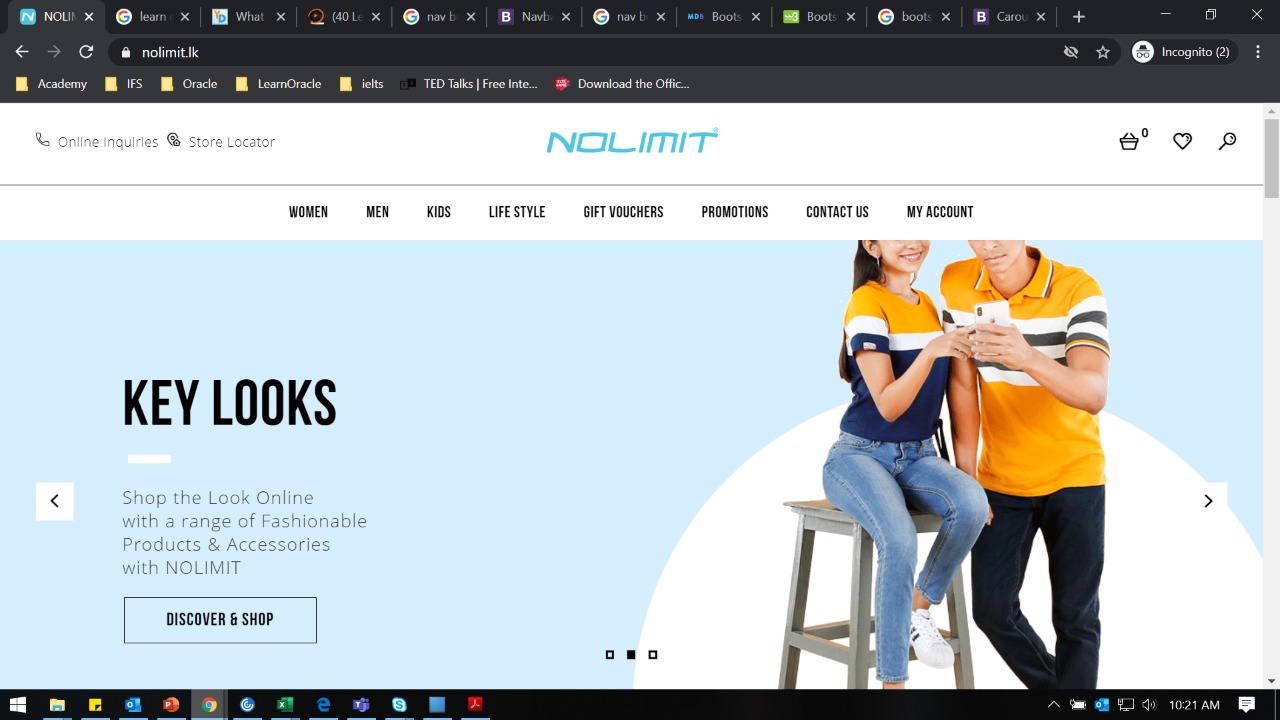 NOLIM
learn
What
(40 Le
nav b
Navb
nav b
MDB Boots
w3 Boots
boots
Carou
nolimit.lk
Incognito (2)
Academy
IFS
Oracle
LearnOracle
ielts
TED Talks | Free Inte...
Download the Offic...
Online Inquiries
Store Locator
NOLIMIT®
0
WOMEN
MEN
KIDS
LIFE STYLE
GIFT VOUCHERS
PROMOTIONS
CONTACT US
MY ACCOUNT
KEY LOOKS
Shop the Look Online
with a range of Fashionable
Products & Accessories
with NOLIMIT
DISCOVER & SHOP
10:21 AM